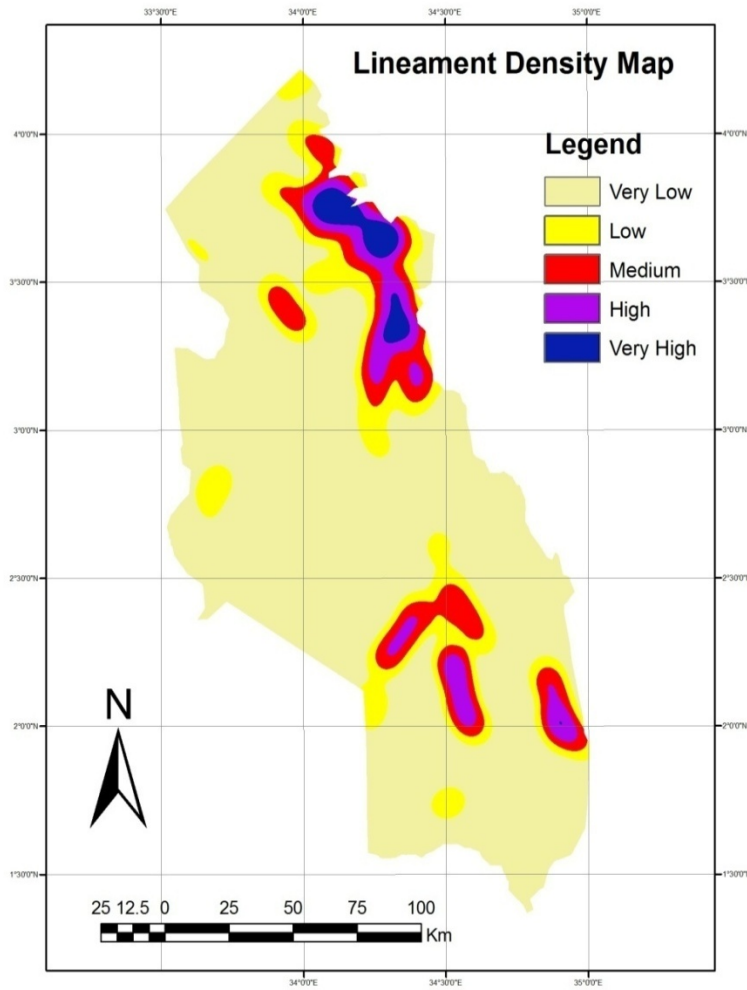 33°30'0"E 34°0'0"E 34°30'0"E 35°0'0"E
Lineament Density Map
4°0'0"N 4°0'0"N
Legend
Very Low
Low
Medium
High
Very High
3°30'0"N 3°30'0"N
3°0'0"N 3°0'0"N
2°30'0"N 2°30'0"N
N
2°0'0"N 2°0'0"N
1°30'0"N 1°30'0"N
25 12.5 0 25 50 75 100
Km
34°0'0"E 34°30'0"E 35°0'0"E